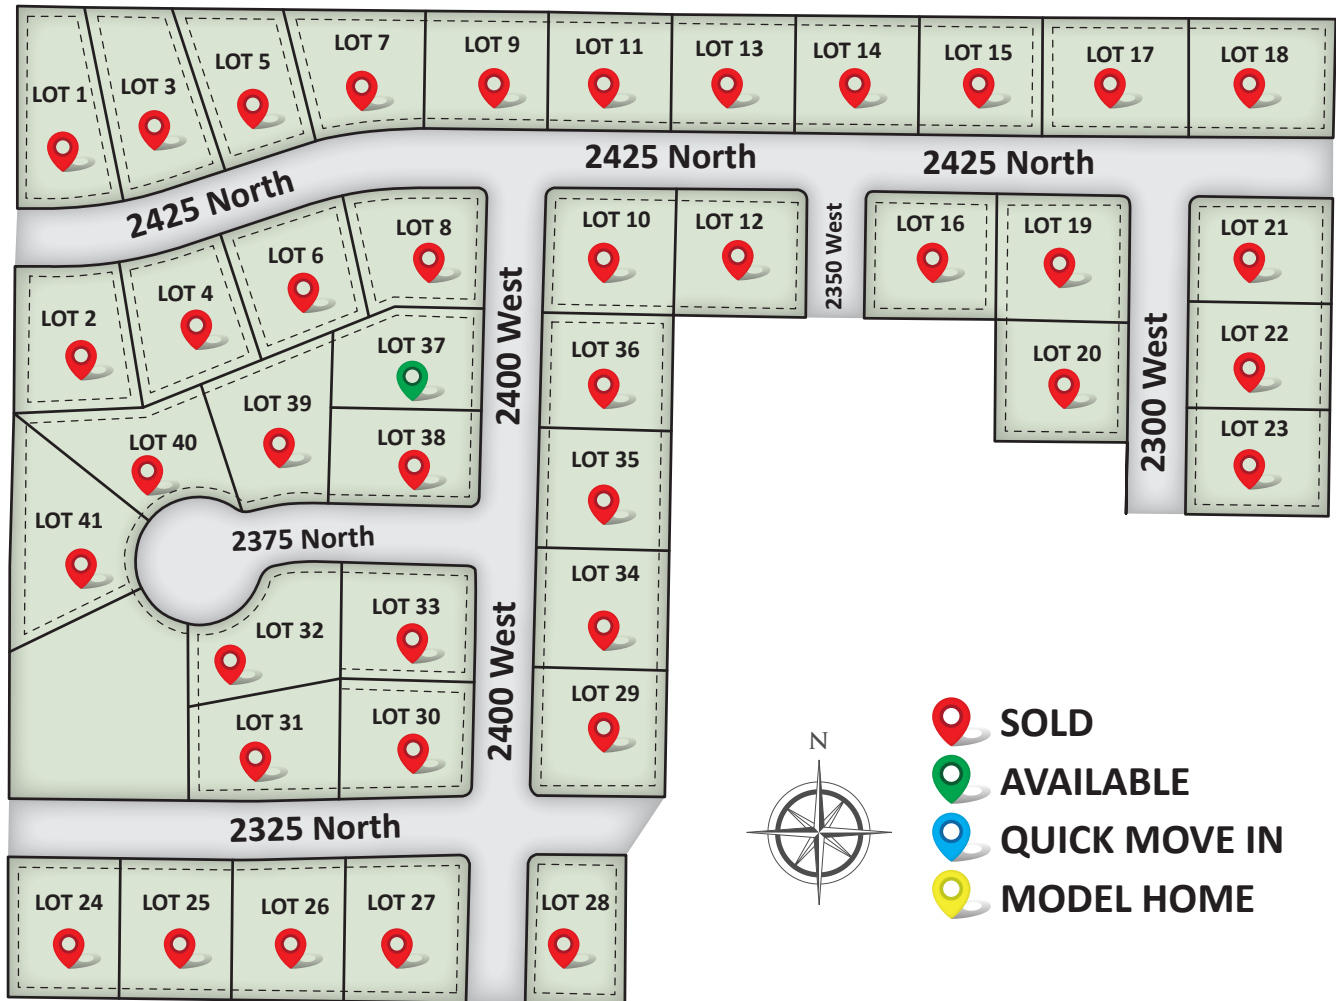 LOT 1
LOT 3
LOT 5
LOT 7
LOT 9
LOT 11
LOT 13
LOT 14
LOT 15
LOT 17
LOT 18
2425 North
2425 North
2425 North
LOT 2
LOT 4
LOT 6
LOT 8
LOT 10
LOT 12
2350 West
LOT 16
LOT 19
LOT 21
2400 West
LOT 37
LOT 36
LOT 20
2300 West
LOT 22
LOT 39
LOT 40
LOT 38
LOT 35
LOT 23
LOT 41
2375 North
LOT 34
LOT 32
LOT 33
2400 West
LOT 31
LOT 30
LOT 29
2325 North
LOT 24
LOT 25
LOT 26
LOT 27
LOT 28
N
SOLD
AVAILABLE
QUICK MOVE IN
MODEL HOME